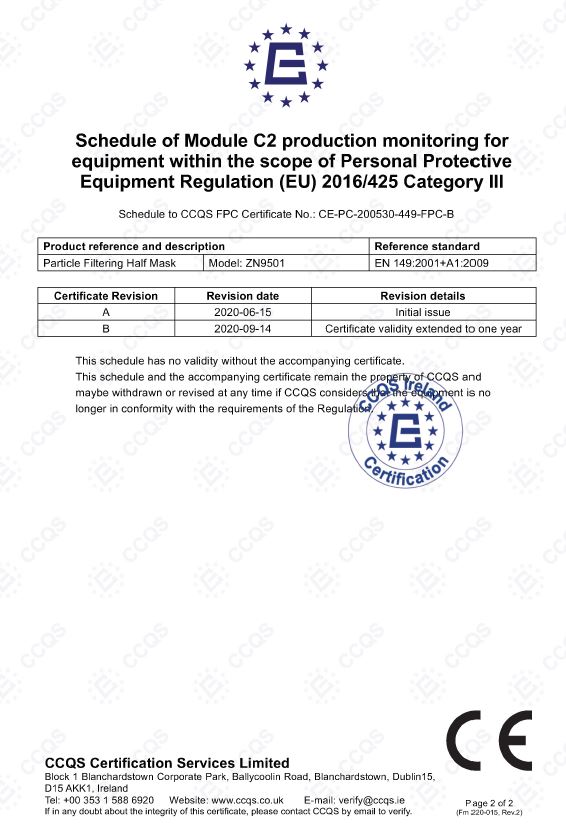 Schedule of Module C2 production monitoring for
equipment within the scope of Personal Protective
Equipment Regulation (EU) 2016/425 Category III
Schedule to CCQS FPC Certificate No.: CE-PC-200530-449-FPC-B
Product reference and description Reference standard
Particle Filtering Half Mask Model: ZN9501 EN 149:2001+A1:2009
Certificate Revision Revision date Revision details
A 2020-06-15 Initial issue
B 2020-09-14 Certificate validity extended to one year
This schedule has no validity without the accompanying certificate.
This schedule and the accompanying certificate remain the property of CCQS and
maybe withdrawn or revised at any time if CCQS considers that the equipment is no
longer in conformity with the requirements of the Regulation.
CCQS Ireland
Certification
CE
CCQS Certification Services Limited
Block 1 Blanchardstown Corporate Park, Ballycoolin Road, Blanchardstown, Dublin15,
D15 AKK1, Ireland
Tel: +00 353 1 588 6920 Website: www.ccqs.co.uk E-mail: verify@ccqs.ie
If in any doubt about the integrity of this certificate, please contact CCQS by email to verify.
Page 2 of 2
(Fm 220-015, Rev.2)